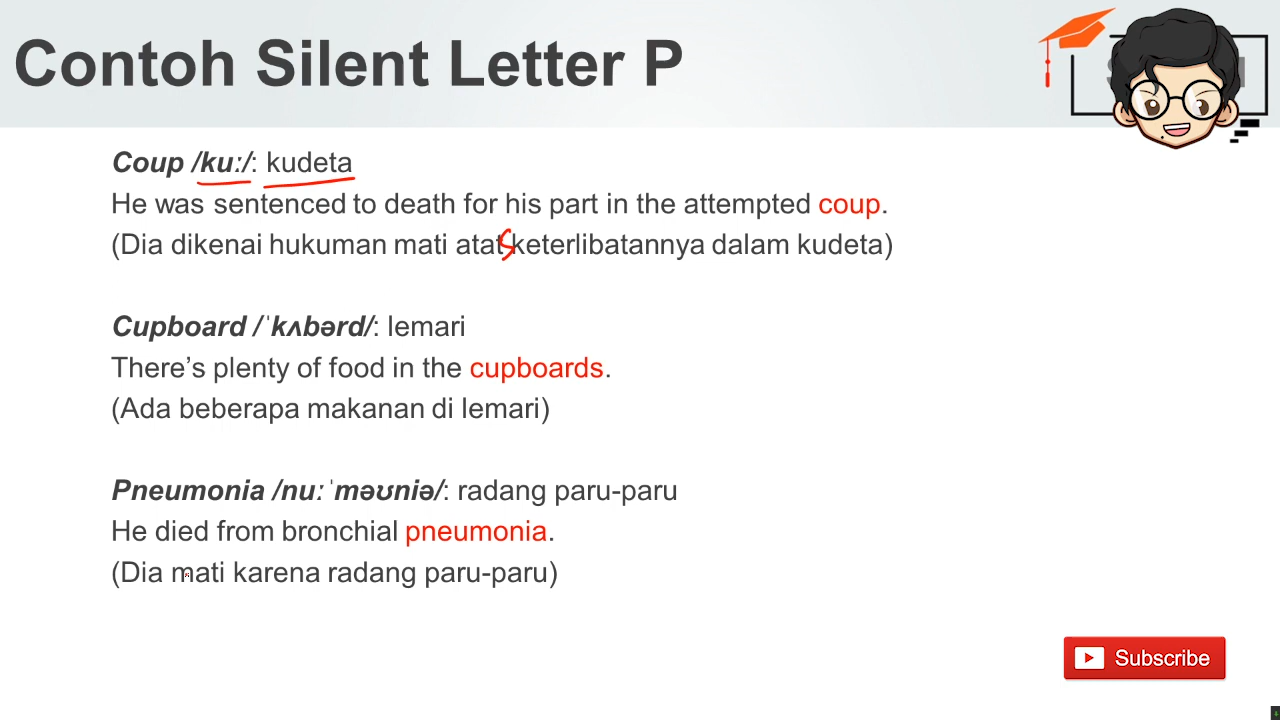 Contoh Silent Letter P
Coup /kuː/: kudeta
He was sentenced to death for his part in the attempted coup.
(Dia dikenai hukuman mati atat s keterlibatannya dalam kudeta)
Cupboard /ˈkʌbərd/: lemari
There’s plenty of food in the cupboards.
(Ada beberapa makanan di lemari)
Pneumonia /nuːˈməʊniə/: radang paru-paru
He died from bronchial pneumonia.
(Dia mati karena radang paru-paru)
Subscribe